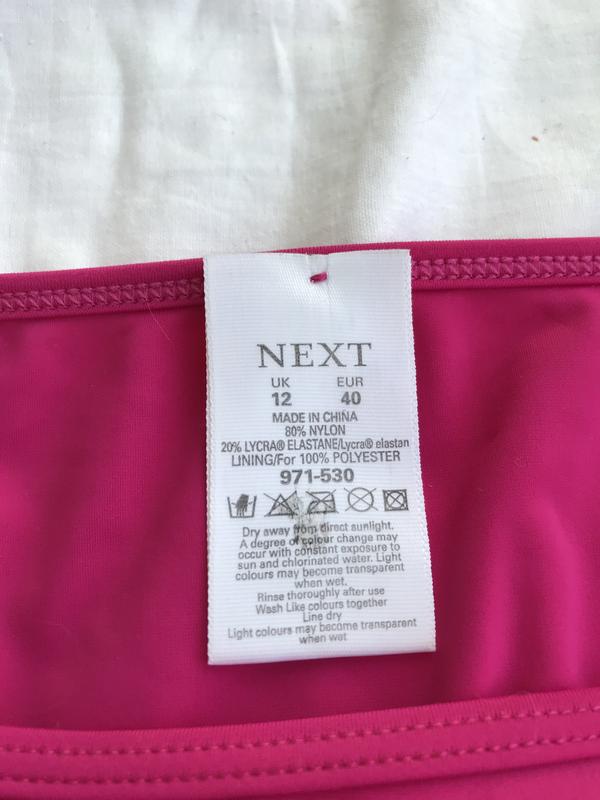 NEXT
UK EUR
12 40
MADE IN CHINA
80% NYLON
20% LYCRA® ELASTANE/Lycra® elastan
LINING/For 100% POLYESTER
971-530
Dry away from direct sunlight.
A degree of colour change may
occur with constant exposure to
sun and chlorinated water. Light
colours may become transparent
when wet.
Rinse thoroughly after use
Wash Like colours together
Line dry
Light colours may become transparent
when wet